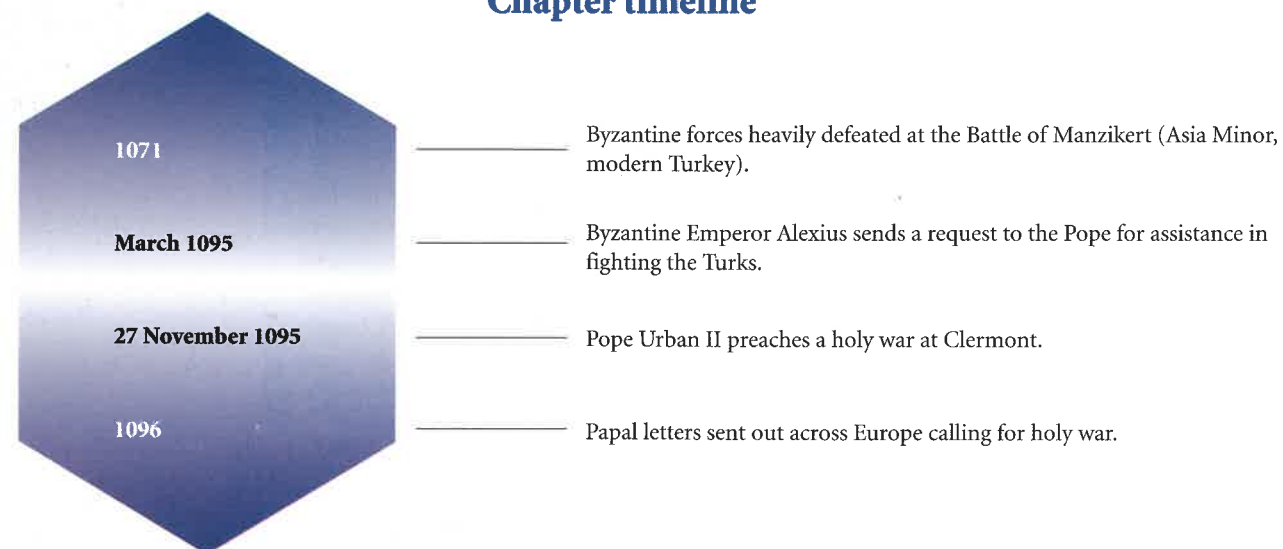 Chapter timeline
1071
Byzantine forces heavily defeated at the Battle of Manzikert (Asia Minor,
modern Turkey).
March 1095
Byzantine Emperor Alexius sends a request to the Pope for assistance in
fighting the Turks.
27 November 1095
Pope Urban II preaches a holy war at Clermont.
1096
Papal letters sent out across Europe calling for holy war.